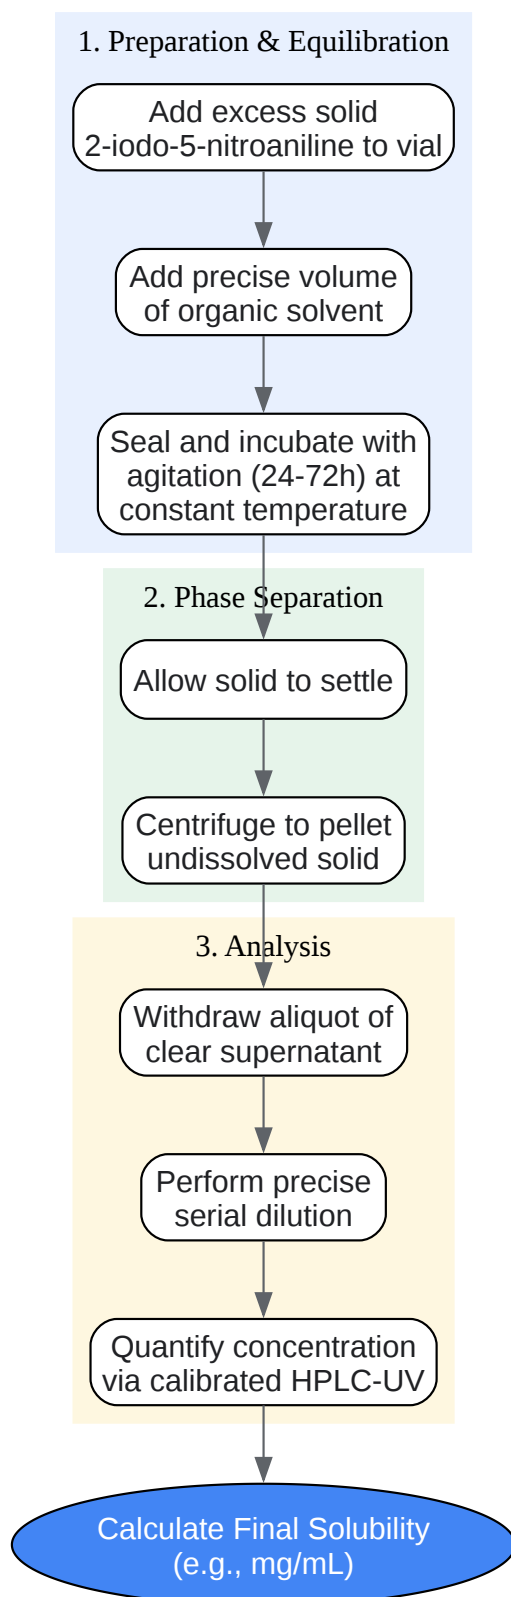 1. Preparation & Equilibration
Add excess solid
2-iodo-5-nitroaniline to vial
Add precise volume
of organic solvent
Seal and incubate with
agitation (24-72h) at
constant temperature
2. Phase Separation
Allow solid to settle
Centrifuge to pellet
undissolved solid
3. Analysis
Withdraw aliquot of
clear supernatant
Perform precise
serial dilution
Quantify concentration
via calibrated HPLC-UV
Calculate Final Solubility
(e.g., mg/mL)